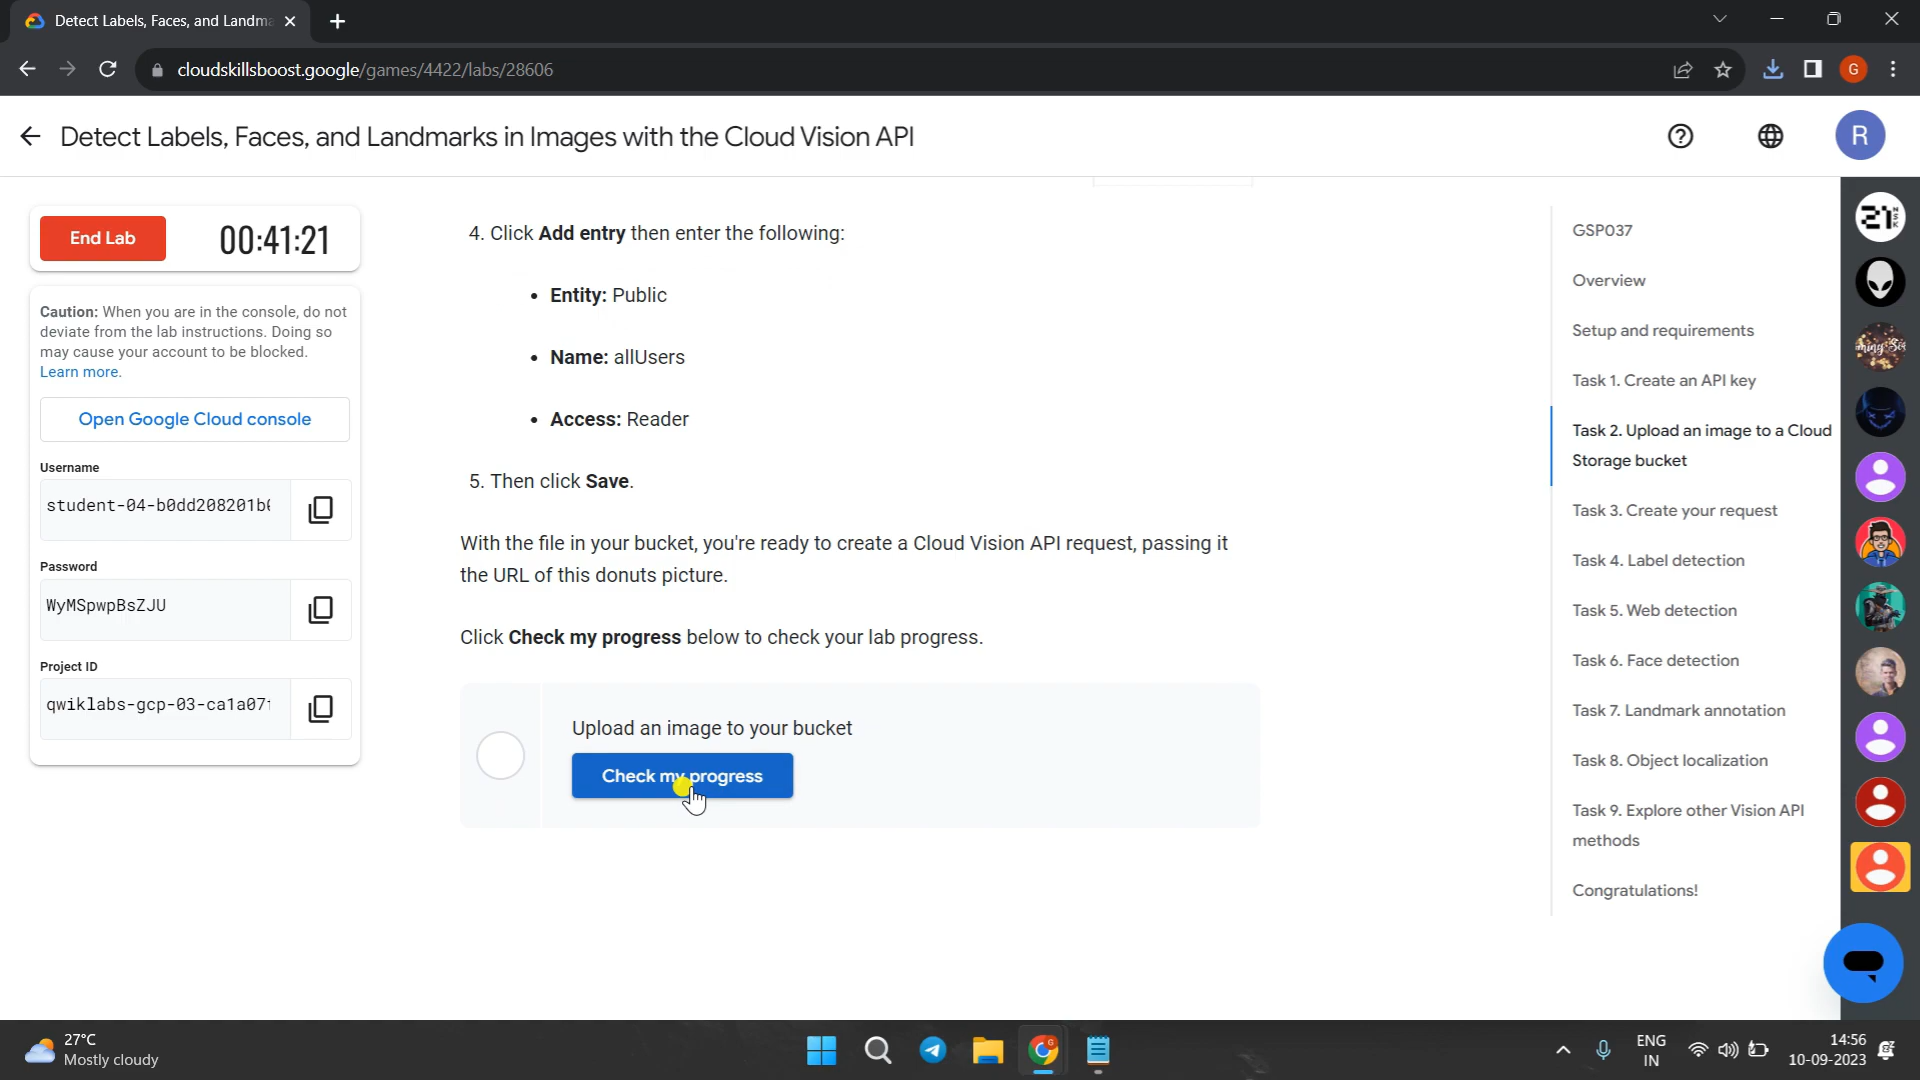 Detect Labels, Faces, and Landma
cloudskillsboost.google/games/4422/labs/28606
G
Detect Labels, Faces, and Landmarks in Images with the Cloud Vision API
R
End Lab
00:41:21
Caution: When you are in the console, do not
deviate from the lab instructions. Doing so
may cause your account to be blocked.
Learn more.
Open Google Cloud console
Username
student-04-b0dd208201b
Password
WyMSpwpBsZJU
Project ID
qwiklabs-gcp-03-ca1a07
4. Click Add entry then enter the following:
• Entity: Public
• Name: allUsers
• Access: Reader
5. Then click Save.
With the file in your bucket, you're ready to create a Cloud Vision API request, passing it
the URL of this donuts picture.
Click Check my progress below to check your lab progress.
Upload an image to your bucket
Check my progress
GSP037
Overview
Setup and requirements
Task 1. Create an API key
Task 2. Upload an image to a Cloud
Storage bucket
Task 3. Create your request
Task 4. Label detection
Task 5. Web detection
Task 6. Face detection
Task 7. Landmark annotation
Task 8. Object localization
Task 9. Explore other Vision API
methods
Congratulations!
27°C
Mostly cloudy
ENG
IN
14:56
10-09-2023